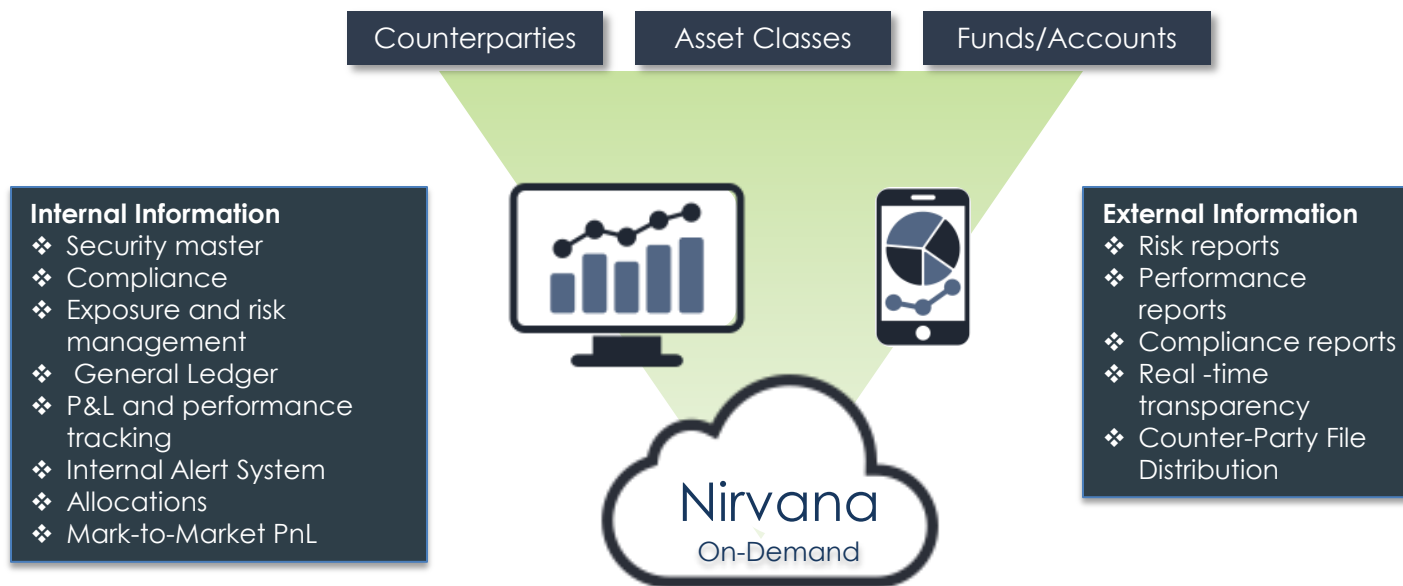 Counterparties
Asset Classes
Funds/Accounts
Internal Information
❖ Security master
❖ Compliance
❖ Exposure and risk
management
❖ General Ledger
❖ P&L and performance
tracking
❖ Internal Alert System
❖ Allocations
❖ Mark-to-Market PnL
External Information
❖ Risk reports
❖ Performance
reports
❖ Compliance reports
❖ Real -time
transparency
❖ Counter-Party File
Distribution
Nirvana
On-Demand